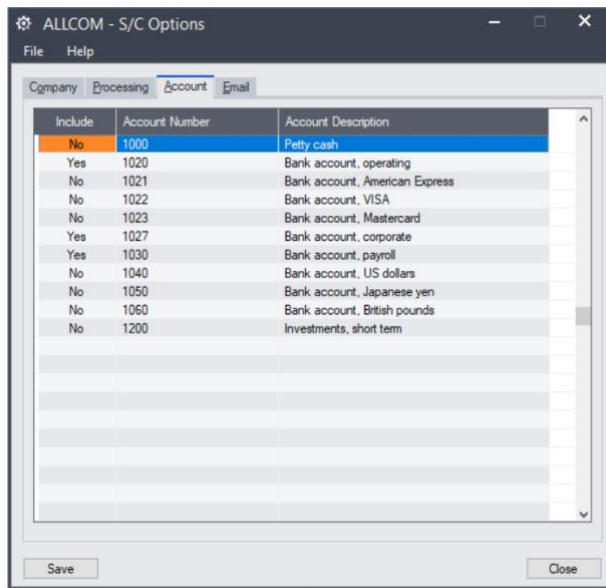 ALLCOM - S/C Options
File Help
Company Processing Account Email
Include Account Number Account Description
No 1000 Petty cash
Yes 1020 Bank account, operating
No 1021 Bank account, American Express
No 1022 Bank account, VISA
No 1023 Bank account, Mastercard
Yes 1027 Bank account, corporate
Yes 1030 Bank account, payroll
No 1040 Bank account, US dollars
No 1050 Bank account, Japanese yen
No 1060 Bank account, British pounds
No 1200 Investments, short term
Save Close